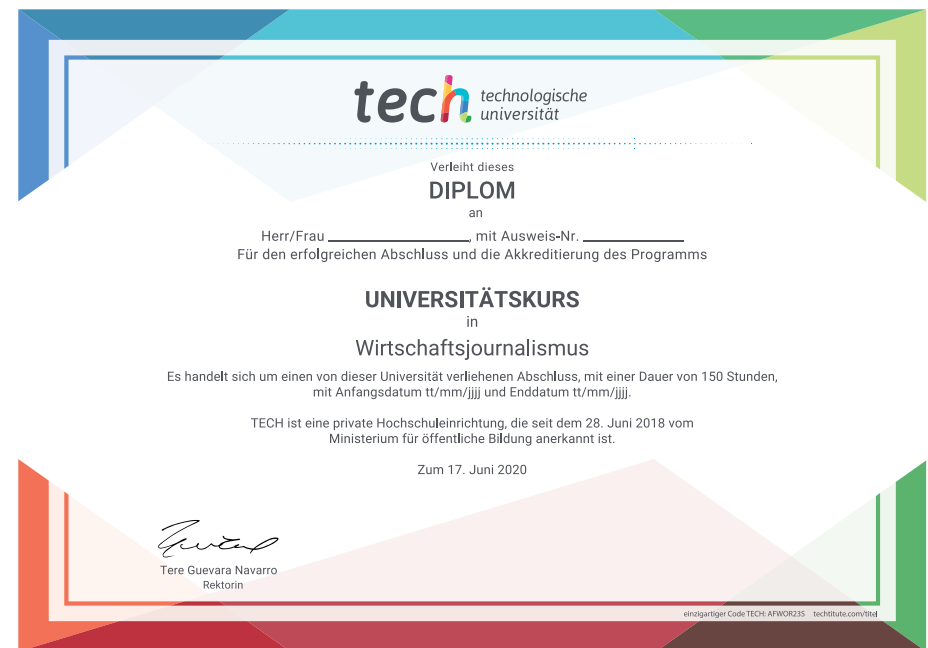 tech technologische
universität
Verleiht dieses
DIPLOM
an
Herr/Frau ____________________, mit Ausweis-Nr. ______________
Für den erfolgreichen Abschluss und die Akkreditierung des Programms
UNIVERSITÄTSKURS
in
Wirtschaftsjournalismus
Es handelt sich um einen von dieser Universität verliehenen Abschluss, mit einer Dauer von 150 Stunden,
mit Anfangsdatum tt/mm/jjjj und Enddatum tt/mm/jjjj.
TECH ist eine private Hochschuleinrichtung, die seit dem 28. Juni 2018 vom
Ministerium für öffentliche Bildung anerkannt ist.
Zum 17. Juni 2020
Tere Guevara Navarro
Rektorin
einzigartiger Code TECH: AFWOR23S techtitute.com/titel